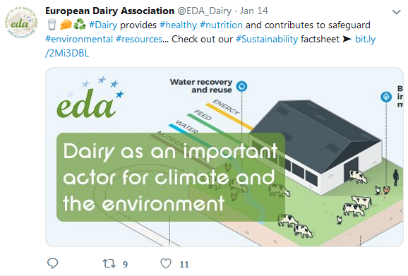 European Dairy Association @EDA_Dairy · Jan 14
#Dairy provides #healthy #nutrition and contributes to safeguard
#environmental #resources... Check out our #Sustainability factsheet ➤ bit.ly
/2Mi3DBL
eda
eda
Water recovery
and reuse
ENERGY
FEED
WATER
Dairy as an important
actor for climate and
the environment
9
11